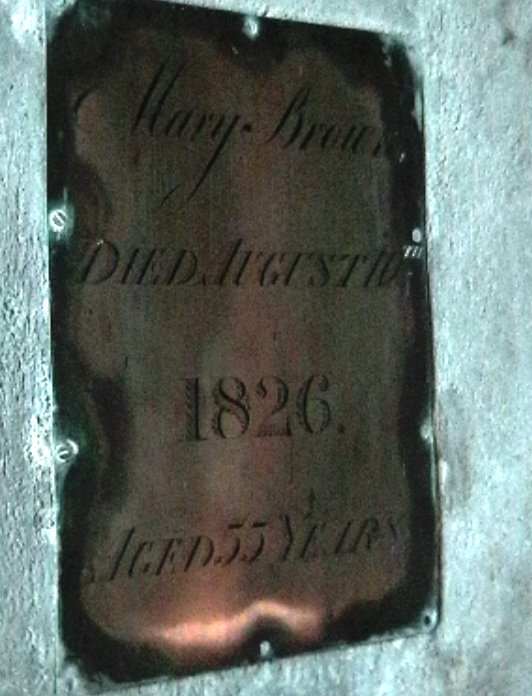 Mary Brown
DIED AUGUST
1826.
AGED 55 YEARS